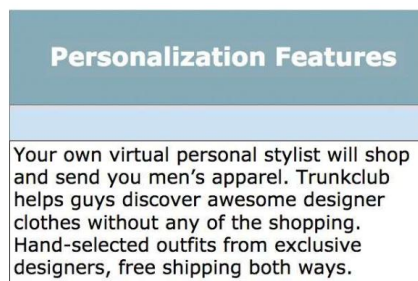 Personalization Features
Your own virtual personal stylist will shop
and send you men's apparel. Trunkclub
helps guys discover awesome designer
clothes without any of the shopping.
Hand-selected outfits from exclusive
designers, free shipping both ways.